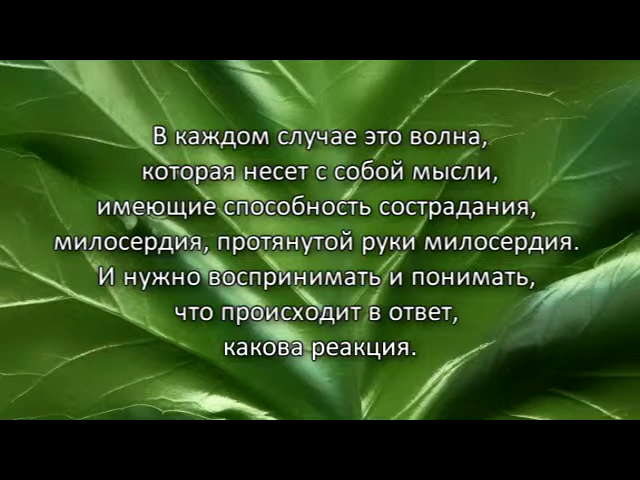 В каждом случае это волна,
которая несет с собой мысли,
имеющие способность сострадания,
милосердия, протянутой руки милосердия.
И нужно воспринимать и понимать,
что происходит в ответ,
какова реакция.